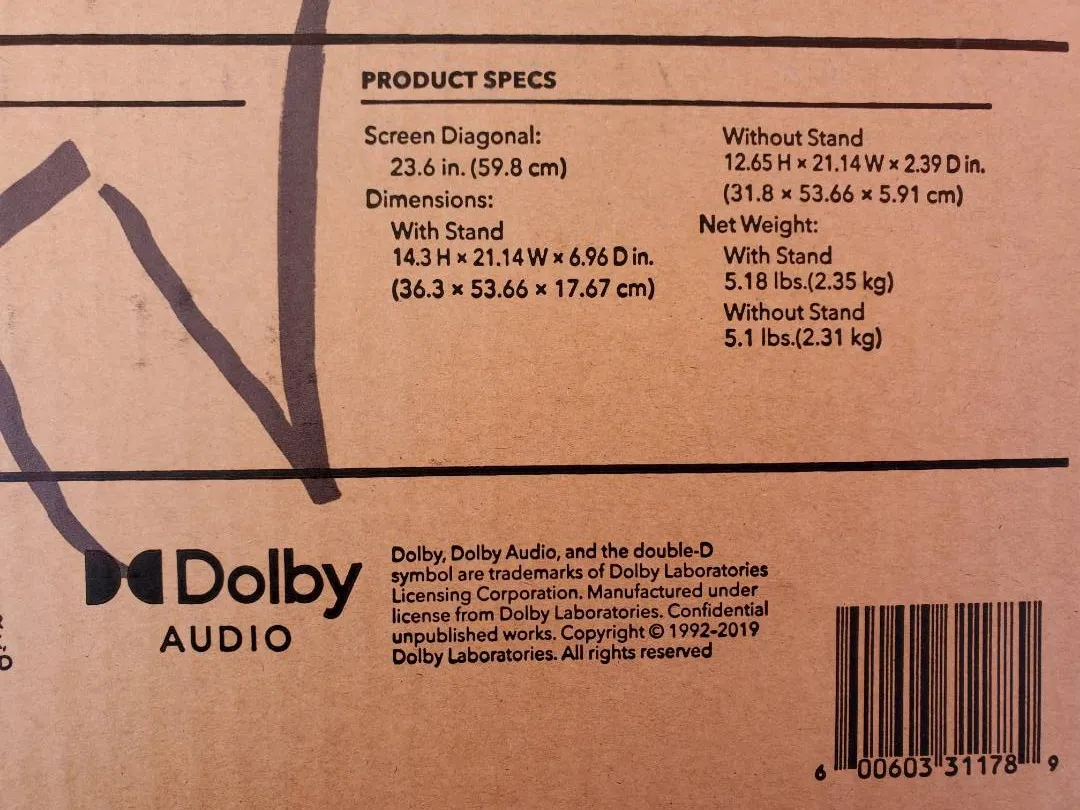 PRODUCT SPECS
Screen Diagonal:
23.6 in. (59.8 cm)
Dimensions:
With Stand
14.3 H × 21.14 W × 6.96 D in.
(36.3 × 53.66 × 17.67 cm)
Without Stand
12.65 H × 21.14 W × 2.39 D in.
(31.8 × 53.66 × 5.91 cm)
Net Weight:
With Stand
5.18 lbs.(2.35 kg)
Without Stand
5.1 lbs.(2.31 kg)
Dolby
AUDIO
Dolby, Dolby Audio, and the double-D
symbol are trademarks of Dolby Laboratories
Licensing Corporation. Manufactured under
license from Dolby Laboratories. Confidential
unpublished works. Copyright © 1992-2019
Dolby Laboratories. All rights reserved
6 00603 31178 9